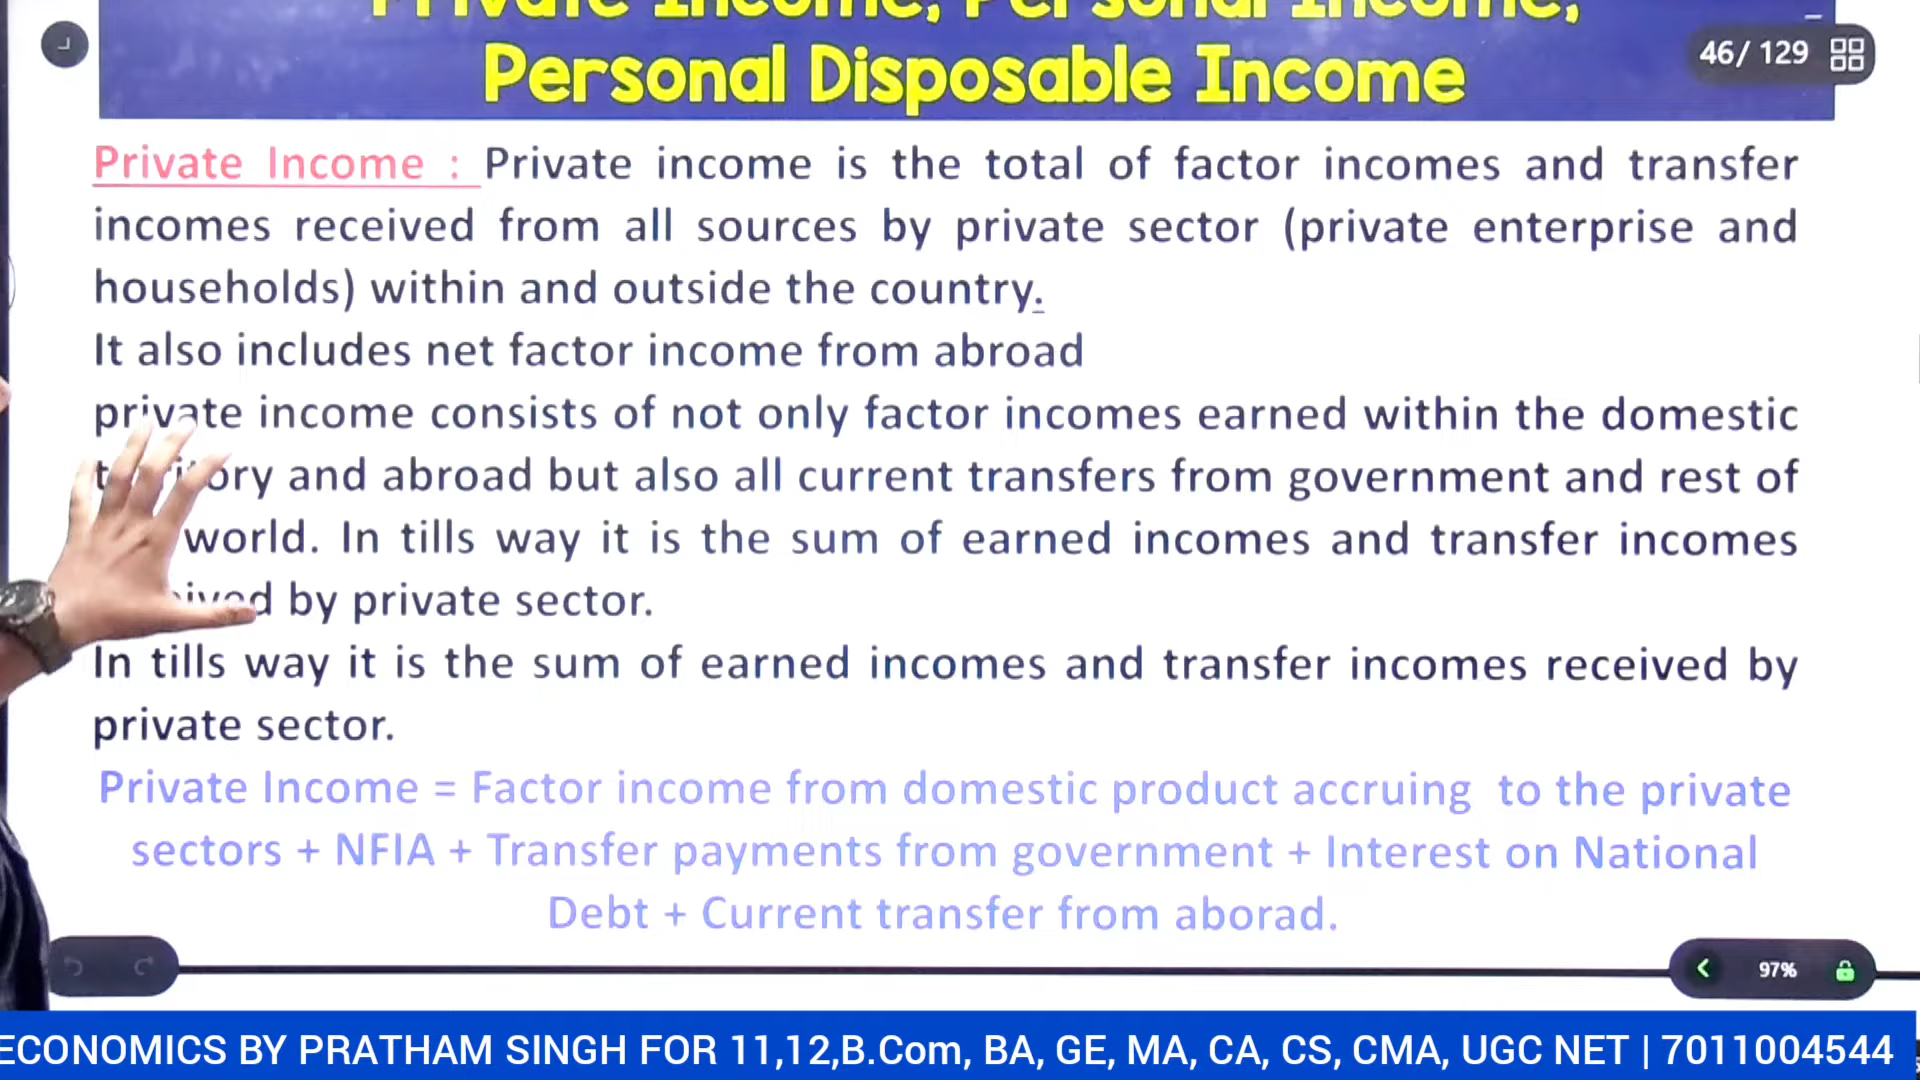 Private Income, Personal Income,
Personal Disposable Income
46/ 129
Private Income : Private income is the total of factor incomes and transfer
incomes received from all sources by private sector (private enterprise and
households) within and outside the country.
It also includes net factor income from abroad
private income consists of not only factor incomes earned within the domestic
and abroad but also all current transfers from government and rest of
world. In tills way it is the sum of earned incomes and transfer incomes
by private sector.
In tills way it is the sum of earned incomes and transfer incomes received by
private sector.
Private Income = Factor income from domestic product accruing to the private
sectors + NFIA + Transfer payments from government + Interest on National
Debt + Current transfer from aborad.
97%
ECONOMICS BY PRATHAM SINGH FOR 11,12,B.Com, BA, GE, MA, CA, CS, CMA, UGC NET | 7011004544